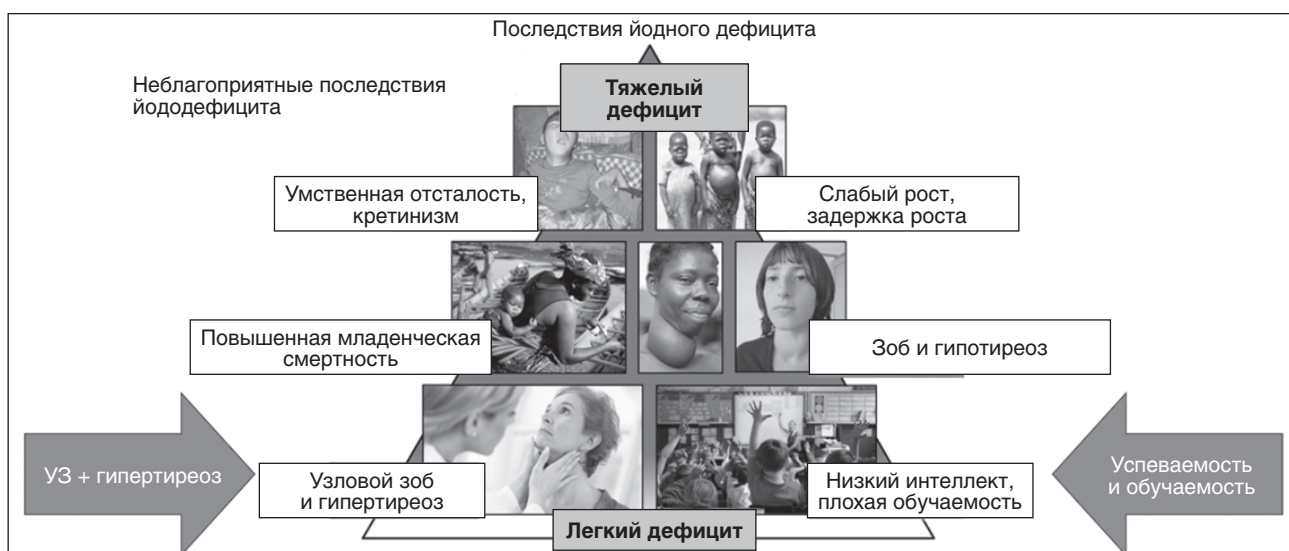 Последствия йодного дефицита
Неблагоприятные последствия
йододефицита
Тяжелый
дефицит
Умственная отсталость,
кретинизм
Слабый рост,
задержка роста
Повышенная младенческая
смертность
Зоб и гипотиреоз
УЗ + гипертиреоз
Узловой зоб
и гипертиреоз
Низкий интеллект,
плохая обучаемость
Успеваемость
и обучаемость
Легкий дефицит